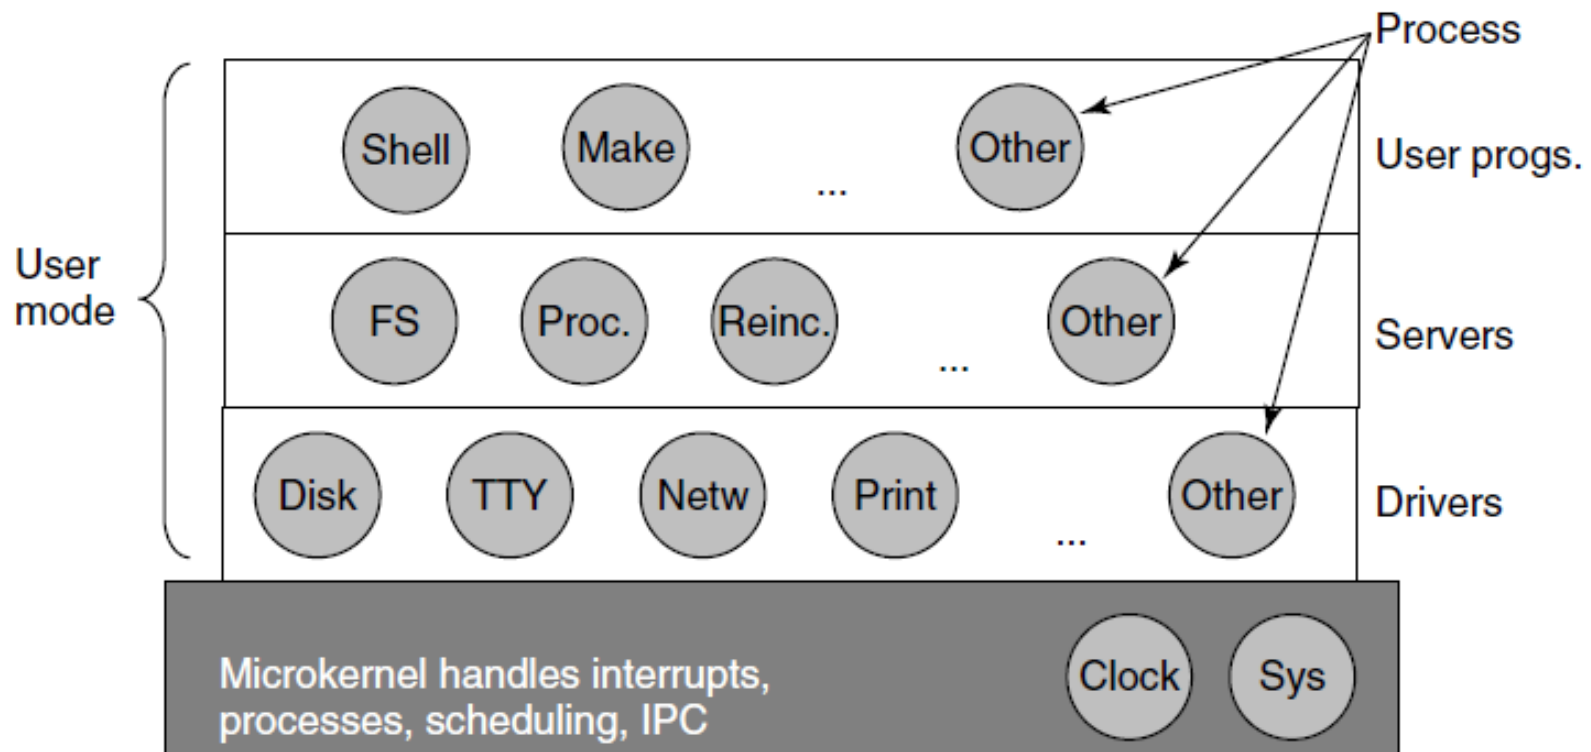 Process
Shell
Make
...
Other
User progs.
User
mode
FS
Proc.
Reinc.
...
Other
Servers
Disk
TTY
Netw
Print
...
Other
Drivers
Microkernel handles interrupts,
processes, scheduling, IPC
Clock
Sys